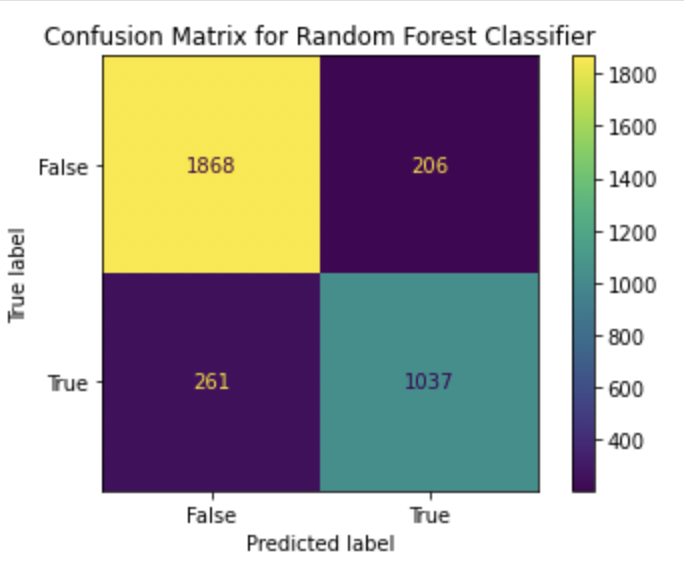 Confusion Matrix for Random Forest Classifier
1800
1600
1400
1200
1000
800
600
400
True label
False
1868
206
True
261
1037
False
True
Predicted label